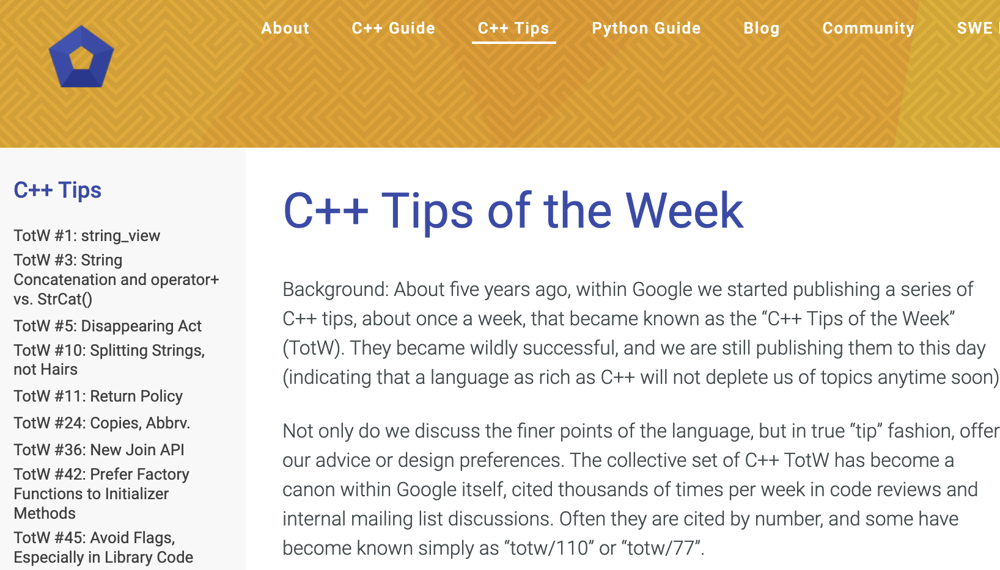 About C++ Guide C++ Tips Python Guide Blog Community SWE
C++ Tips
TotW #1: string_view
TotW #3: String
Concatenation and operator+
vs. StrCat()
TotW #5: Disappearing Act
TotW #10: Splitting Strings,
not Hairs
TotW #11: Return Policy
TotW #24: Copies, Abbrv.
TotW #36: New Join API
TotW #42: Prefer Factory
Functions to Initializer
Methods
TotW #45: Avoid Flags,
Especially in Library Code
C++ Tips of the Week
Background: About five years ago, within Google we started publishing a series of
C++ tips, about once a week, that became known as the “C++ Tips of the Week”
(TotW). They became wildly successful, and we are still publishing them to this day
(indicating that a language as rich as C++ will not deplete us of topics anytime soon)
Not only do we discuss the finer points of the language, but in true “tip” fashion, offer
our advice or design preferences. The collective set of C++ TotW has become a
canon within Google itself, cited thousands of times per week in code reviews and
internal mailing list discussions. Often they are cited by number, and some have
become known simply as “totw/110” or “totw/77”.